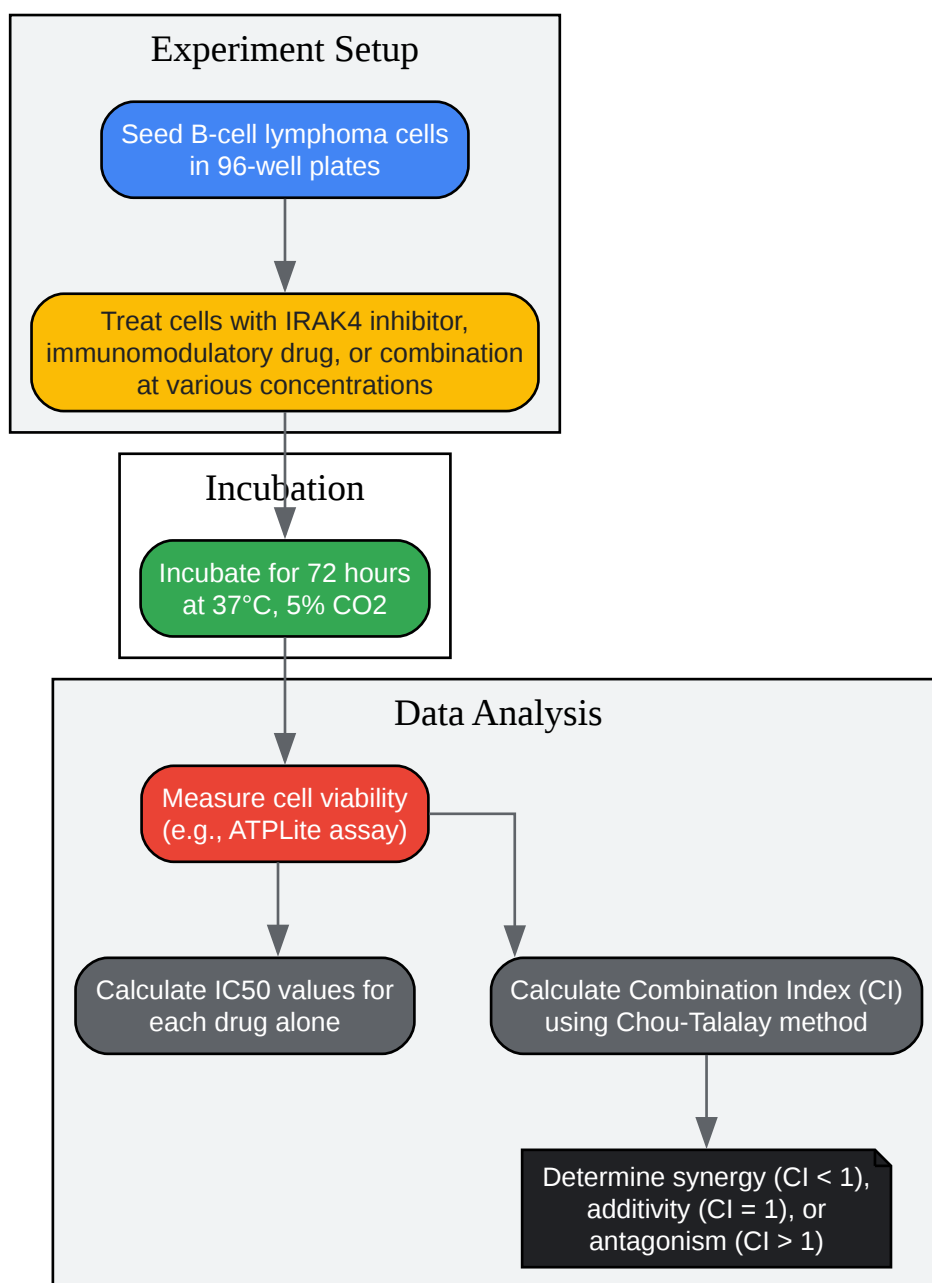 Experiment Setup
Seed B-cell lymphoma cells
in 96-well plates
Treat cells with IRAK4 inhibitor,
immunomodulatory drug, or combination
at various concentrations
Incubation
Incubate for 72 hours
at 37°C, 5% CO2
Data Analysis
Measure cell viability
(e.g., ATPLite assay)
Calculate IC50 values for
each drug alone
Calculate Combination Index (CI)
using Chou-Talalay method
Determine synergy (CI < 1),
additivity (CI = 1), or
antagonism (CI > 1)